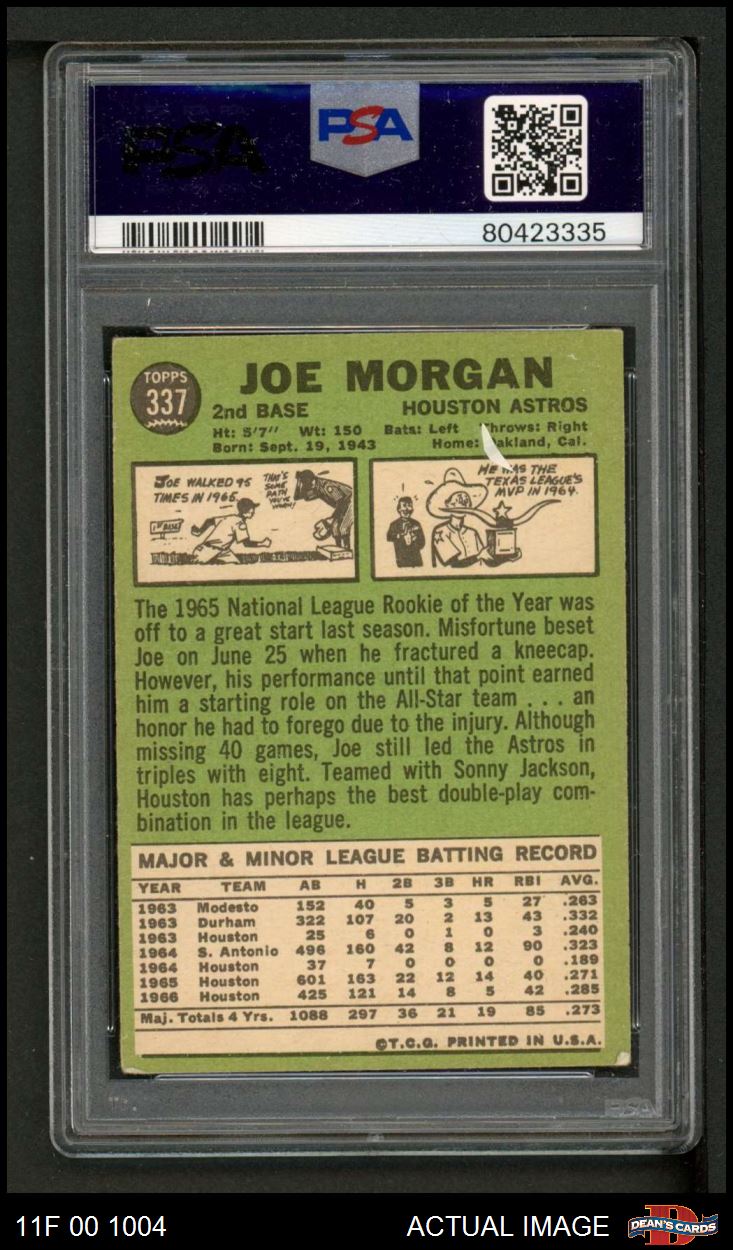 PSA
PSA
80423335
TOPPS
337
JOE MORGAN
2nd BASE HOUSTON ASTROS
Ht: 5'7" Wt: 150 Bats: Left Throws: Right
Born: Sept. 19, 1943 Home: Oakland, Cal.
JOE WALKED 95
TIMES IN 1965.
THAT'S
SOME
PATH
YOU'VE
WORN!
1ST BASE
HE WAS THE
TEXAS LEAGUE'S
MVP IN 1964.
The 1965 National League Rookie of the Year was
off to a great start last season. Misfortune beset
Joe on June 25 when he fractured a kneecap.
However, his performance until that point earned
him a starting role on the All-Star team . . . an
honor he had to forego due to the injury. Although
missing 40 games, Joe still led the Astros in
triples with eight. Teamed with Sonny Jackson,
Houston has perhaps the best double-play com-
bination in the league.
MAJOR & MINOR LEAGUE BATTING RECORD
YEAR TEAM AB H 2B 3B HR RBI AVG.
1963 Modesto 152 40 5 3 5 27 .263
1963 Durham 322 107 20 2 13 43 .332
1963 Houston 25 6 0 1 0 3 .240
1964 S. Antonio 496 160 42 8 12 90 .323
1964 Houston 37 7 0 0 0 0 .189
1965 Houston 601 163 22 12 14 40 .271
1966 Houston 425 121 14 8 5 42 .285
Maj. Totals 4 Yrs. 1088 297 36 21 19 85 .273
©T.C.G. PRINTED IN U.S.A.
PSA
11F 00 1004 ACTUAL IMAGE DEAN'S CARDS